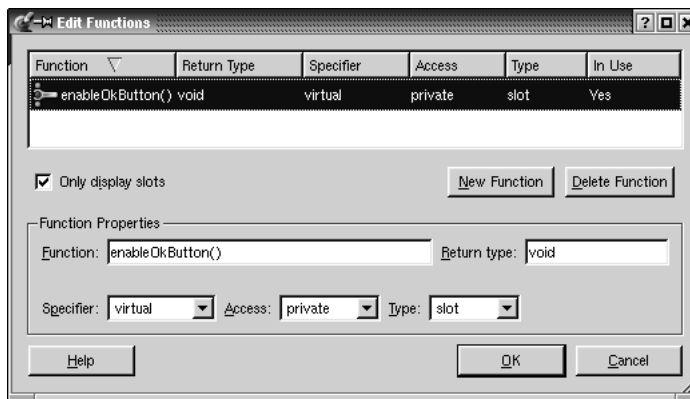 Edit Functions
Function Return Type Specifier Access Type In Use
enableOkButton() void virtual private slot Yes
Only display slots New Function Delete Function
Function Properties
Function: enableOkButton() Return type: void
Specifier: virtual Access: private Type: slot
Help OK Cancel